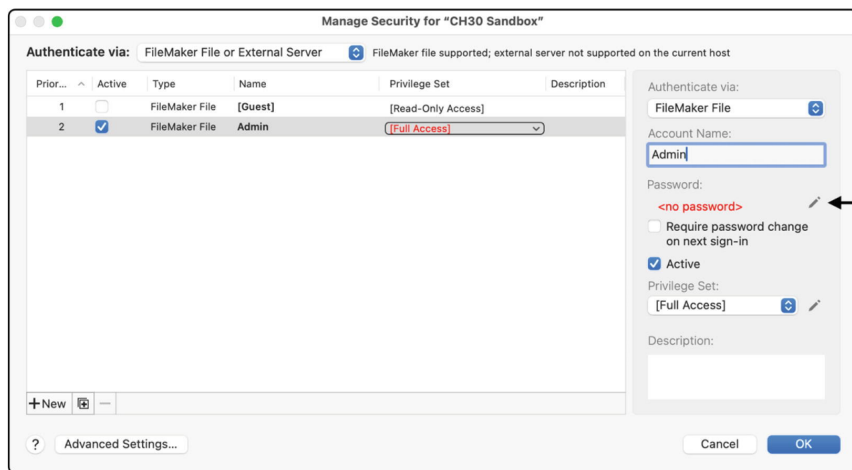 Manage Security for “CH30 Sandbox”
Authenticate via: FileMaker File or External Server FileMaker file supported; external server not supported on the current host
Prior... Active Type Name Privilege Set Description
1 FileMaker File [Guest] [Read-Only Access]
2 FileMaker File Admin [Full Access]
Authenticate via:
FileMaker File
Account Name:
Admin
Password:
<no password>
Require password change
on next sign-in
Active
Privilege Set:
[Full Access]
Description:
+New
? Advanced Settings... Cancel OK